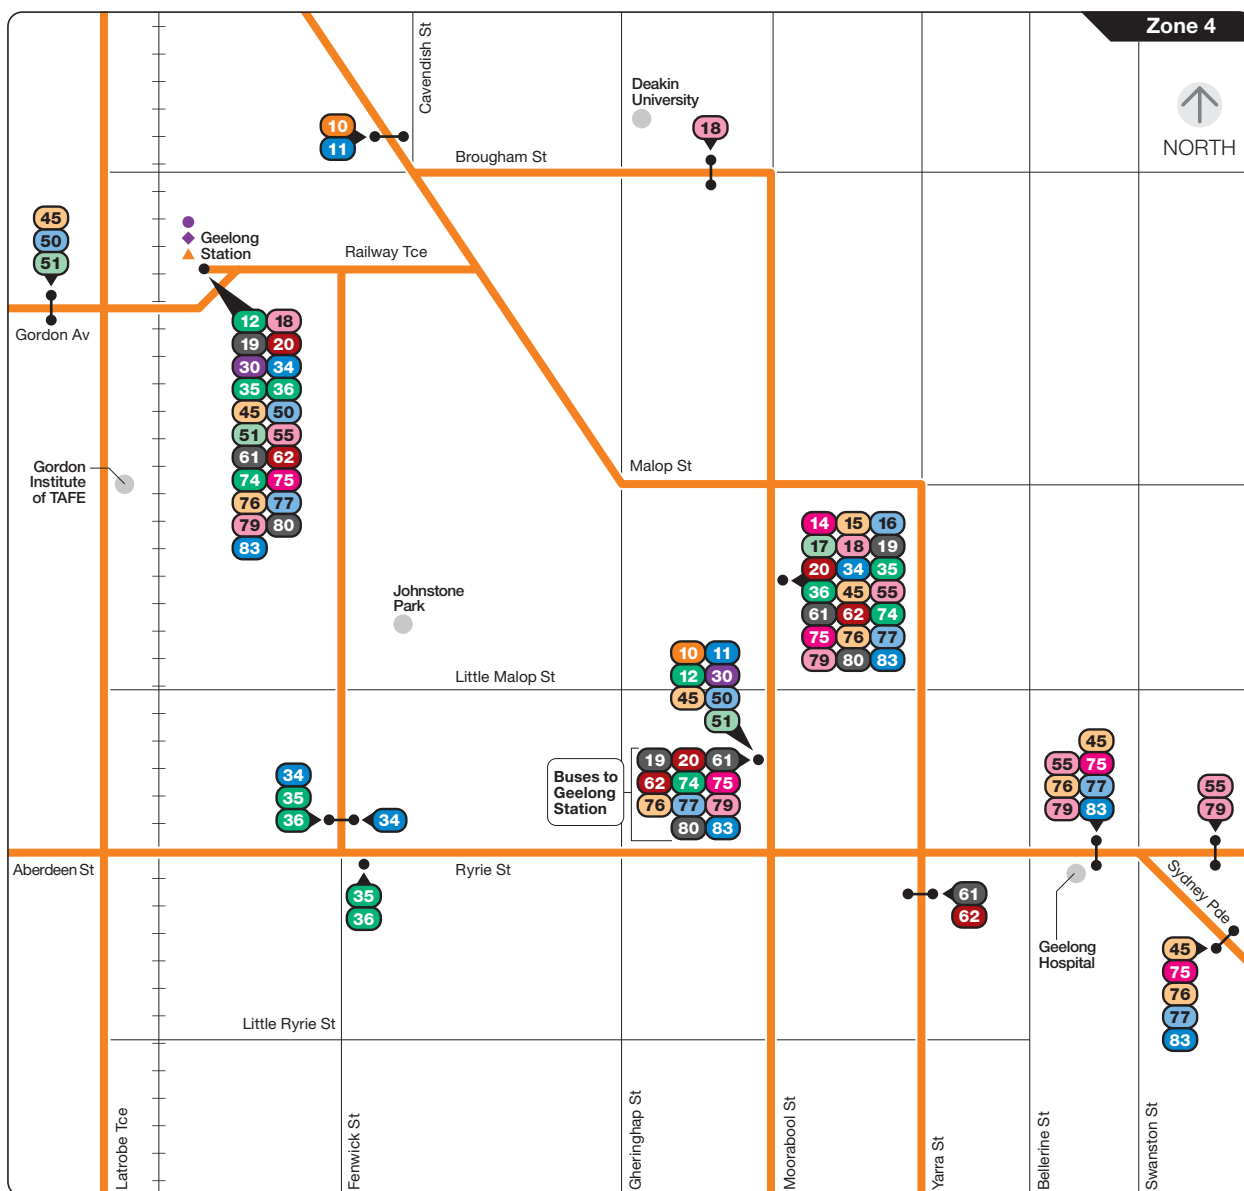 Zone 4
NORTH
Cavendish St
Deakin
University
18
10
11
Brougham St
45
50
51
Geelong
Station
Railway Tce
Gordon Av
12 18
19 20
30 34
35 36
45 50
51 55
61 62
74 75
76 77
79 80
83
Gordon
Institute
of TAFE
Malop St
14 15 16
17 18 19
20 34 35
36 45 55
61 62 74
75 76 77
79 80 83
Johnstone
Park
10 11
12 30
45 50
51
Little Malop St
Buses to
Geelong
Station
19 20 61
62 74 75
76 77 79
80 83
34
35
36
34
45
55 75
76 77
79 83
55
79
Aberdeen St
Ryrie St
35
36
61
62
Sydney Pde
Geelong
Hospital
45
75
76
77
83
Little Ryrie St
Latrobe Tce
Fenwick St
Gheringhap St
Moorabool St
Yarra St
Bellerine St
Swanston St